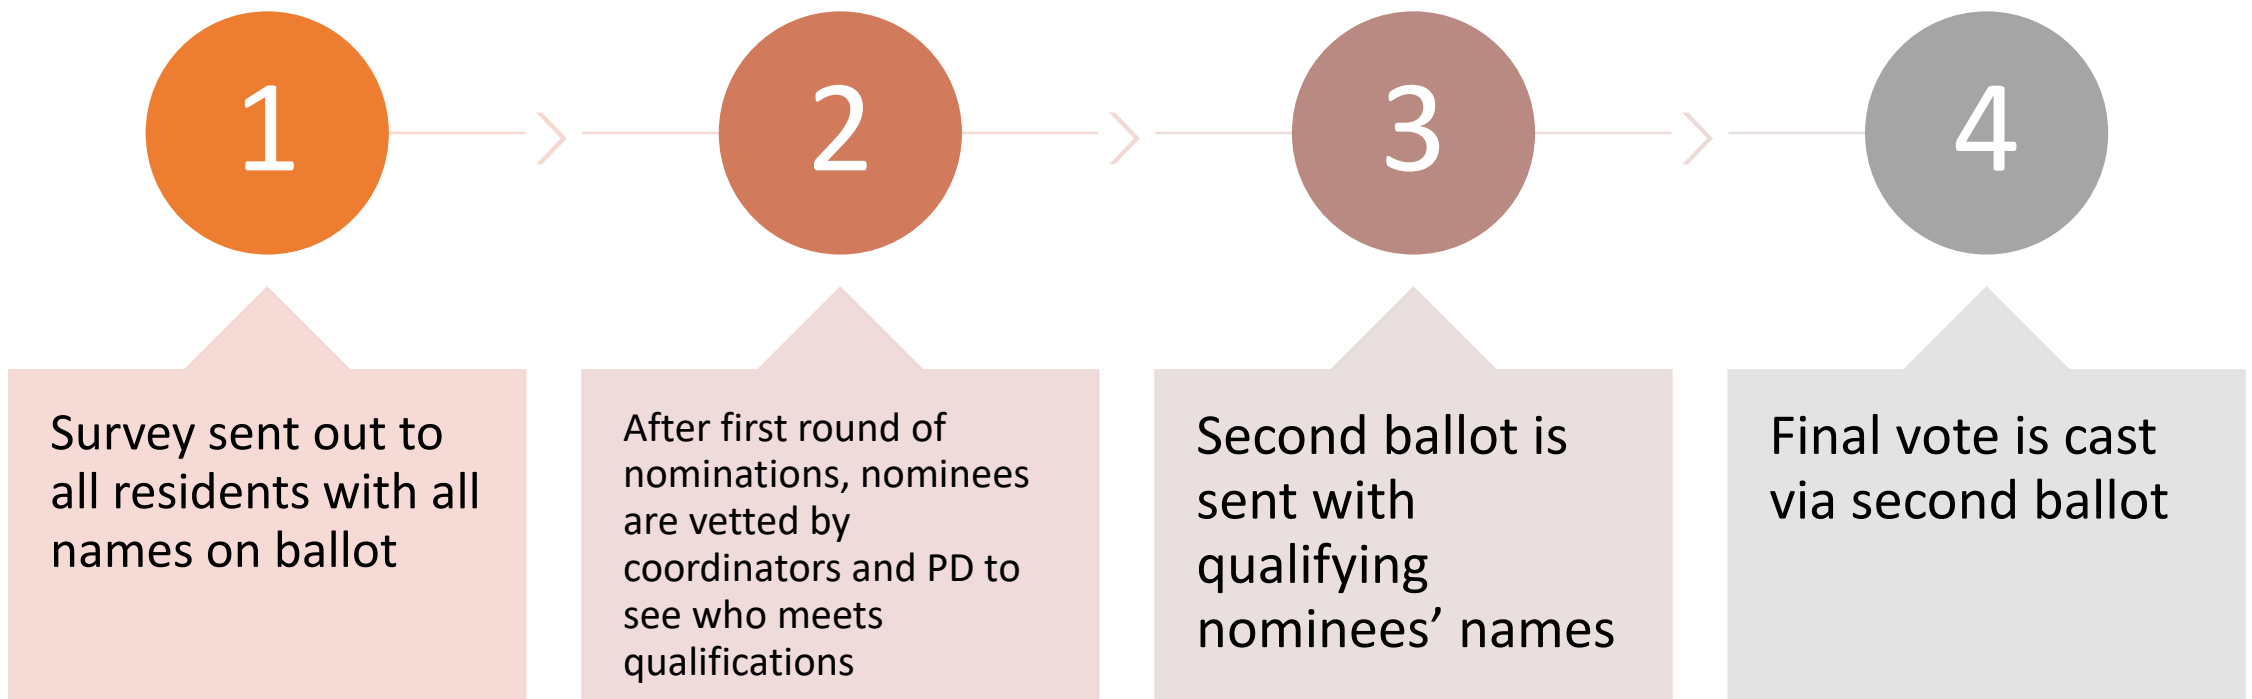 1
2
3
4
Survey sent out to
all residents with all
names on ballot
After first round of
nominations, nominees
are vetted by
coordinators and PD to
see who meets
qualifications
Second ballot is
sent with
qualifying
nominees’ names
Final vote is cast
via second ballot